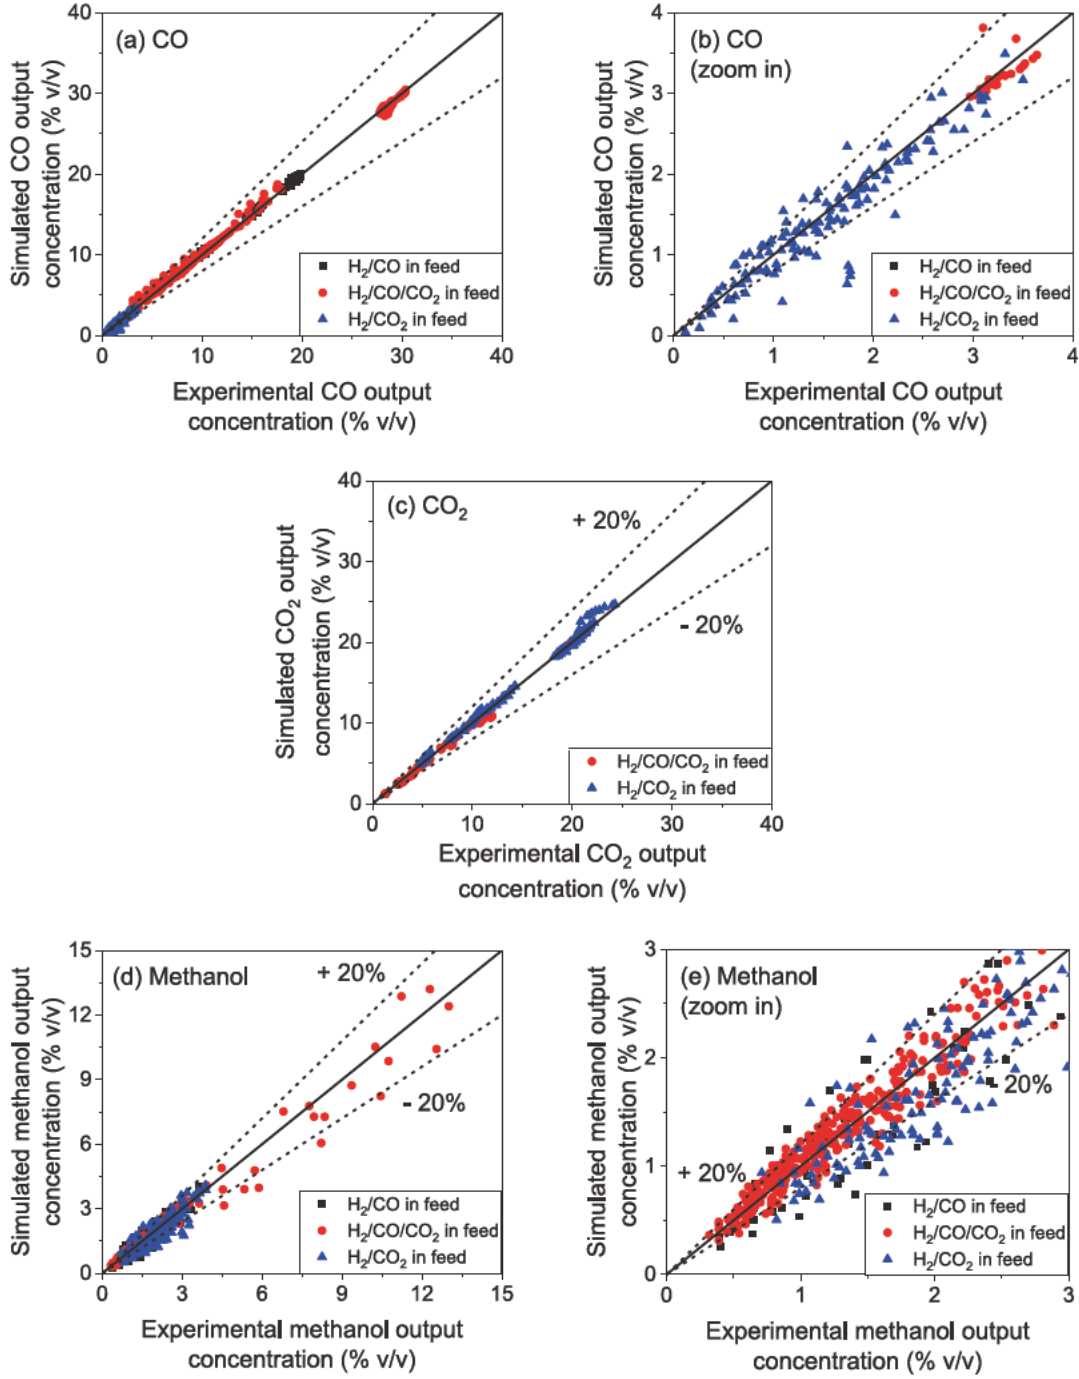 (a) CO
Simulated CO output
concentration (% v/v)
40
30
20
10
0
H₂/CO in feed
H₂/CO/CO₂ in feed
H₂/CO₂ in feed
0 10 20 30 40
Experimental CO output
concentration (% v/v)
(b) CO
(zoom in)
Simulated CO output
concentration (% v/v)
4
3
2
1
0
H₂/CO in feed
H₂/CO/CO₂ in feed
H₂/CO₂ in feed
0 1 2 3 4
Experimental CO output
concentration (% v/v)
(c) CO₂
Simulated CO₂ output
concentration (% v/v)
40
30
20
10
0
+ 20%
- 20%
H₂/CO/CO₂ in feed
H₂/CO₂ in feed
0 10 20 30 40
Experimental CO₂ output
concentration (% v/v)
(d) Methanol
Simulated methanol output
concentration (% v/v)
15
12
9
6
3
0
+ 20%
- 20%
H₂/CO in feed
H₂/CO/CO₂ in feed
H₂/CO₂ in feed
0 3 6 9 12 15
Experimental methanol output
concentration (% v/v)
(e) Methanol
(zoom in)
Simulated methanol output
concentration (% v/v)
3
2
1
0
- 20%
+ 20%
H₂/CO in feed
H₂/CO/CO₂ in feed
H₂/CO₂ in feed
0 1 2 3
Experimental methanol output
concentration (% v/v)